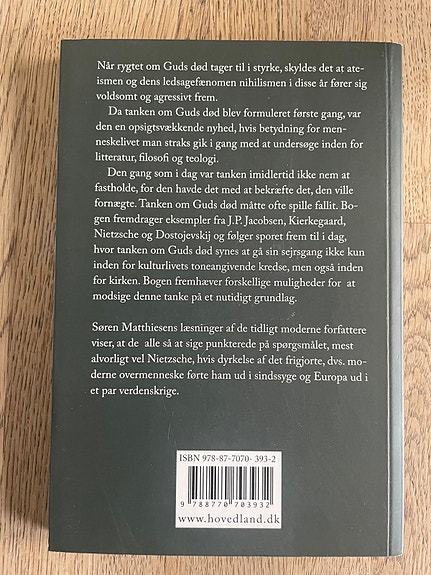 Når rygtet om Guds død tager til i styrke, skyldes det at ate-
ismen og dens ledsagefænomen nihilismen i disse år fører sig
voldsomt og agressivt frem.
Da tanken om Guds død blev formuleret første gang, var
den en opsigtsvækkende nyhed, hvis betydning for men-
neskelivet man straks gik i gang med at undersøge inden for
litteratur, filosofi og teologi.
Den gang som i dag var tanken imidlertid ikke nem at
fastholde, for den havde det med at bekræfte det, den ville
fornægte. Tanken om Guds død måtte ofte spille fallit. Bo-
gen fremdrager eksempler fra J.P. Jacobsen, Kierkegaard,
Nietzsche og Dostojevskij og følger sporet frem til i dag,
hvor tanken om Guds død synes at gå sin sejrsgang ikke kun
inden for kulturlivets toneangivende kredse, men også inden
for kirken. Bogen fremhæver forskellige muligheder for at
modsige denne tanke på et nutidigt grundlag.
Søren Matthiesens læsninger af de tidligt moderne forfattere
viser, at de alle så at sige punkterede på spørgsmålet, mest
alvorligt vel Nietzsche, hvis dyrkelse af det frigjorte, dvs. mo-
derne overmenneske førte ham ud i sindssyge og Europa ud i
et par verdenskrige.
ISBN 978-87-7070- 393-2
9 788770 703932
www.hovedland.dk